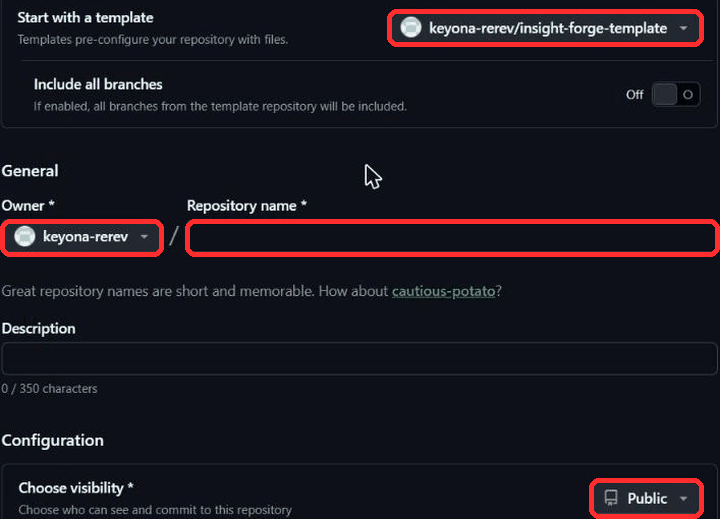 Start with a template
keyona-rerev/insight-forge-template
Templates pre-configure your repository with files.
Include all branches
If enabled, all branches from the template repository will be included.
Off
General
Owner *
Repository name *
keyona-rerev
/
Great repository names are short and memorable. How about cautious-potato?
Description
0 / 350 characters
Configuration
Choose visibility *
Choose who can see and commit to this repository
Public